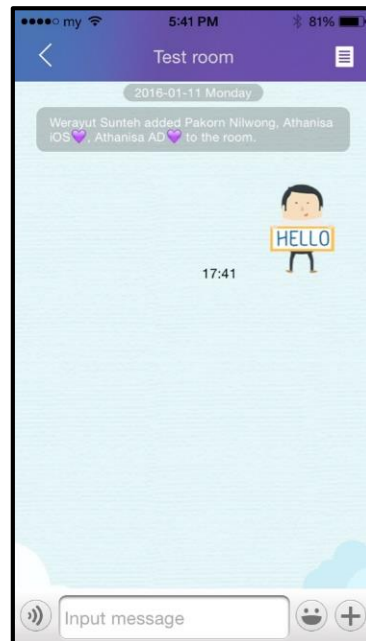 my 5:41 PM 81%
Test room
2016-01-11 Monday
Werayut Sunteh added Pakorn Nilwong, Athanisa
iOS💜, Athanisa AD💜 to the room.
HELLO
17:41
Input message